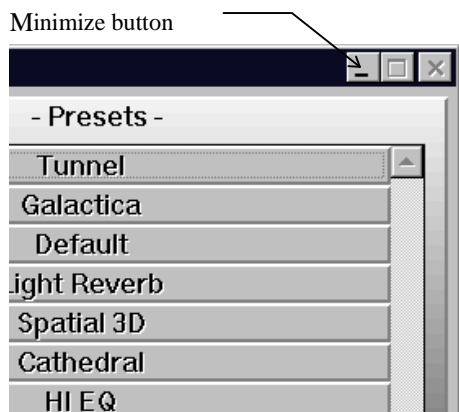 Minimize button
- Presets -
Tunnel
Galactica
Default
Light Reverb
Spatial 3D
Cathedral
HI EQ